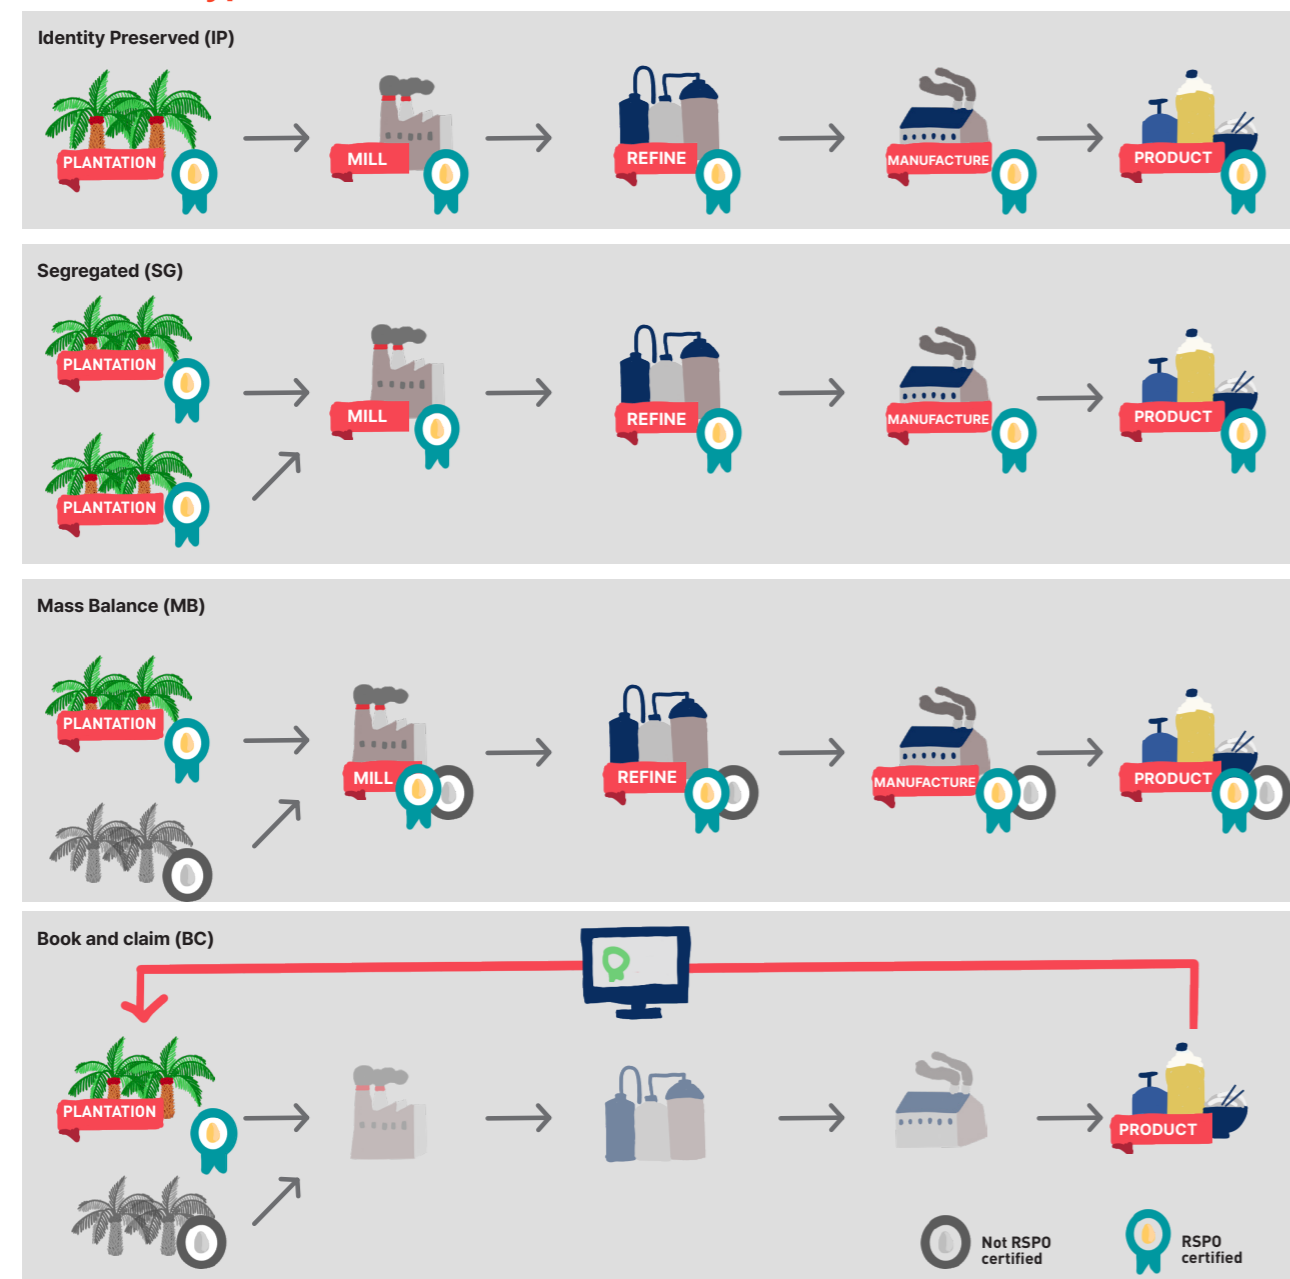 Identity Preserved (IP)
PLANTATION
MILL
REFINE
MANUFACTURE
PRODUCT
Segregated (SG)
PLANTATION
MILL
REFINE
MANUFACTURE
PRODUCT
PLANTATION
Mass Balance (MB)
PLANTATION
MILL
REFINE
MANUFACTURE
PRODUCT
Book and claim (BC)
PLANTATION
PRODUCT
Not RSPO
certified
RSPO
certified